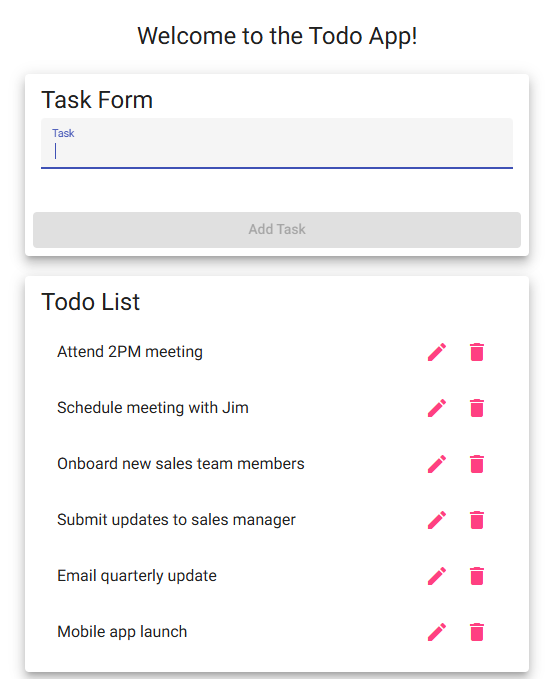 Welcome to the Todo App!
Task Form
Task
Add Task
Todo List
Attend 2PM meeting
Schedule meeting with Jim
Onboard new sales team members
Submit updates to sales manager
Email quarterly update
Mobile app launch